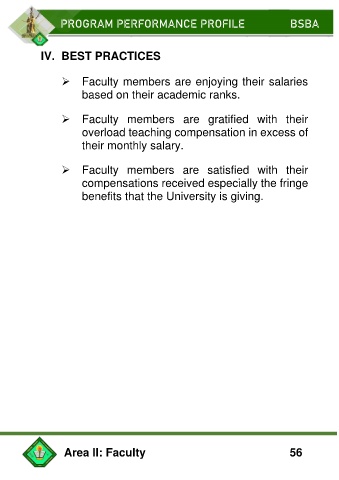 PROGRAM PERFORMANCE PROFILE BSBA
IV. BEST PRACTICES
➢ Faculty members are enjoying their salaries
based on their academic ranks.
➢ Faculty members are gratified with their
overload teaching compensation in excess of
their monthly salary.
➢ Faculty members are satisfied with their
compensations received especially the fringe
benefits that the University is giving.
Area II: Faculty 56